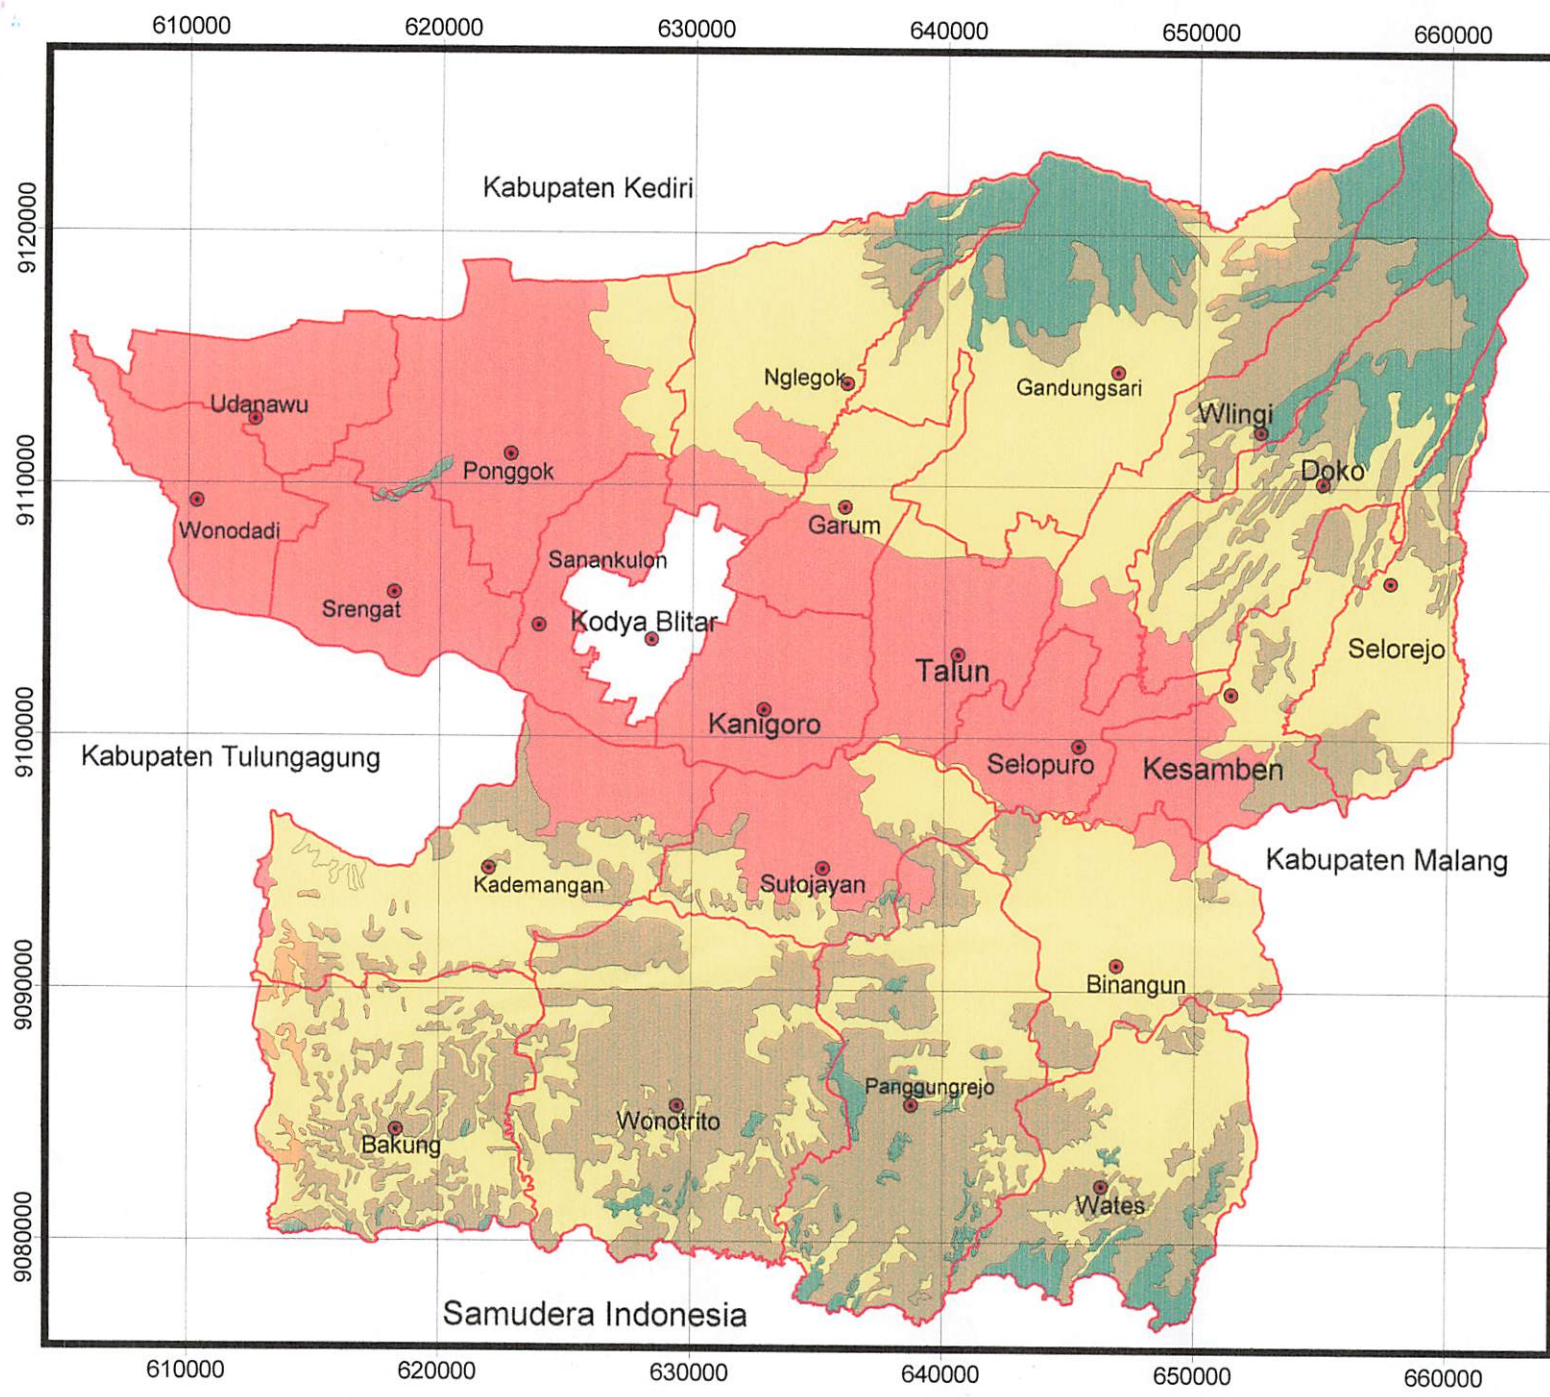 610000
620000
630000
640000
650000
660000
Kabupaten Kediri
9120000
Nglegok
Gandungsari
Udanawu
Wlingi
Ponggok
Doko
9110000
Wonodadi
Garum
Sanankulon
Srengat
Kodya Blitar
Selorejo
Talun
Kanigoro
9100000
Kabupaten Tulungagung
Selopuro
Kesamben
Kabupaten Malang
Kademangan
Sutojayan
Binangun
9090000
Panggungrejo
Wonotrito
Bakung
Wates
9080000
Samudera Indonesia
610000
620000
630000
640000
650000
660000